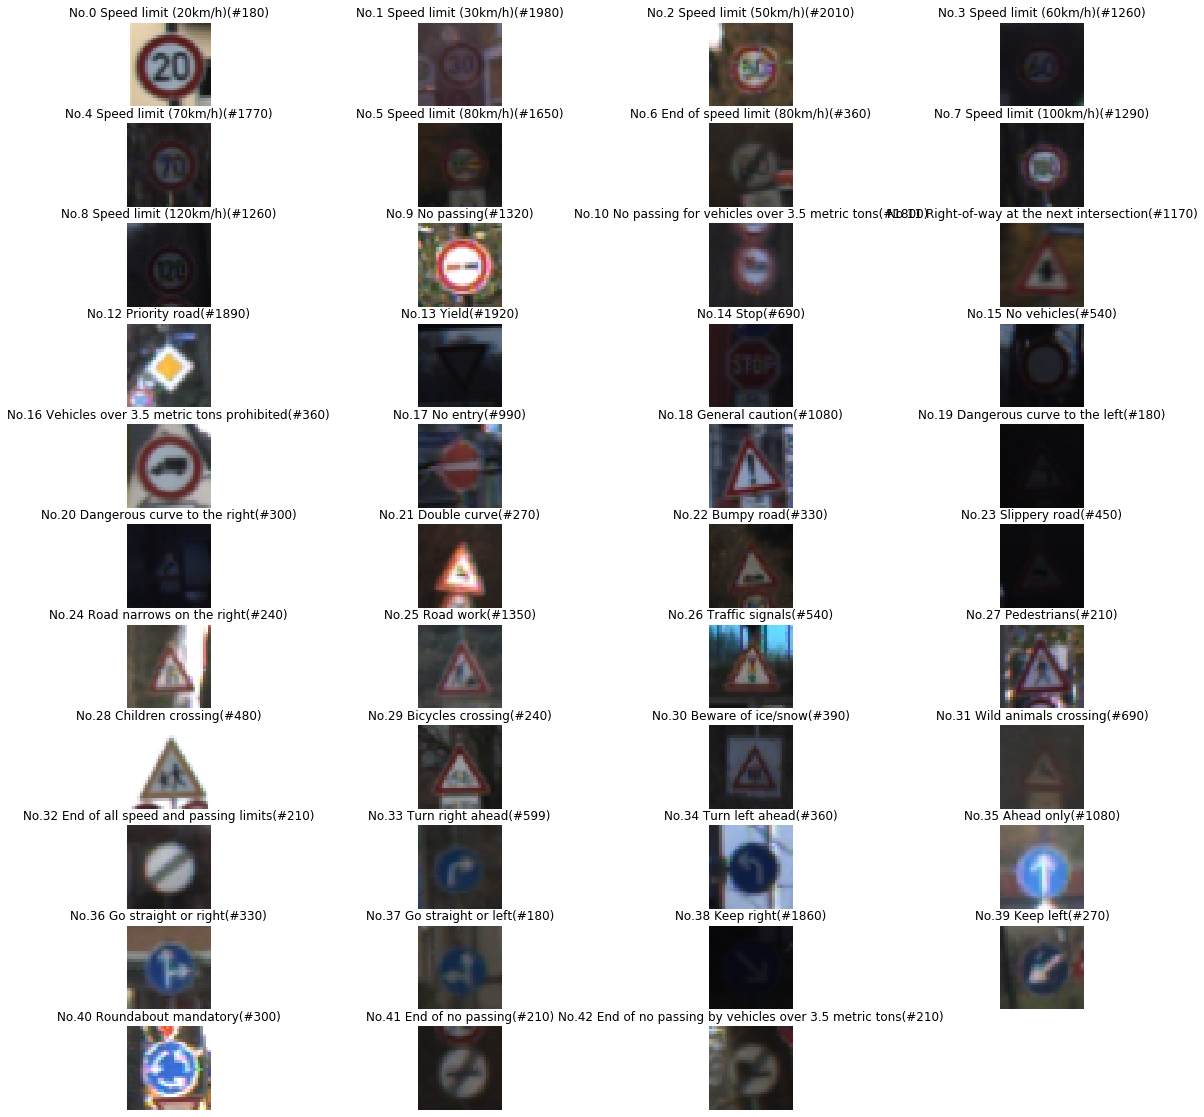 No.0 Speed limit (20km/h)(#180)
No.1 Speed limit (30km/h)(#1980)
No.2 Speed limit (50km/h)(#2010)
No.3 Speed limit (60km/h)(#1260)
20
30
50
60
No.4 Speed limit (70km/h)(#1770)
No.5 Speed limit (80km/h)(#1650)
No.6 End of speed limit (80km/h)(#360)
No.7 Speed limit (100km/h)(#1290)
70
No.8 Speed limit (120km/h)(#1260)
No.9 No passing(#1320)
No.10 No passing for vehicles over 3.5 metric tons(#1800)
No.11 Right-of-way at the next intersection(#1170)
120
No.12 Priority road(#1890)
No.13 Yield(#1920)
No.14 Stop(#690)
No.15 No vehicles(#540)
STOP
No.16 Vehicles over 3.5 metric tons prohibited(#360)
No.17 No entry(#990)
No.18 General caution(#1080)
No.19 Dangerous curve to the left(#180)
No.20 Dangerous curve to the right(#300)
No.21 Double curve(#270)
No.22 Bumpy road(#330)
No.23 Slippery road(#450)
No.24 Road narrows on the right(#240)
No.25 Road work(#1350)
No.26 Traffic signals(#540)
No.27 Pedestrians(#210)
No.28 Children crossing(#480)
No.29 Bicycles crossing(#240)
No.30 Beware of ice/snow(#390)
No.31 Wild animals crossing(#690)
No.32 End of all speed and passing limits(#210)
No.33 Turn right ahead(#599)
No.34 Turn left ahead(#360)
No.35 Ahead only(#1080)
No.36 Go straight or right(#330)
No.37 Go straight or left(#180)
No.38 Keep right(#1860)
No.39 Keep left(#270)
No.40 Roundabout mandatory(#300)
No.41 End of no passing(#210)
No.42 End of no passing by vehicles over 3.5 metric tons(#210)